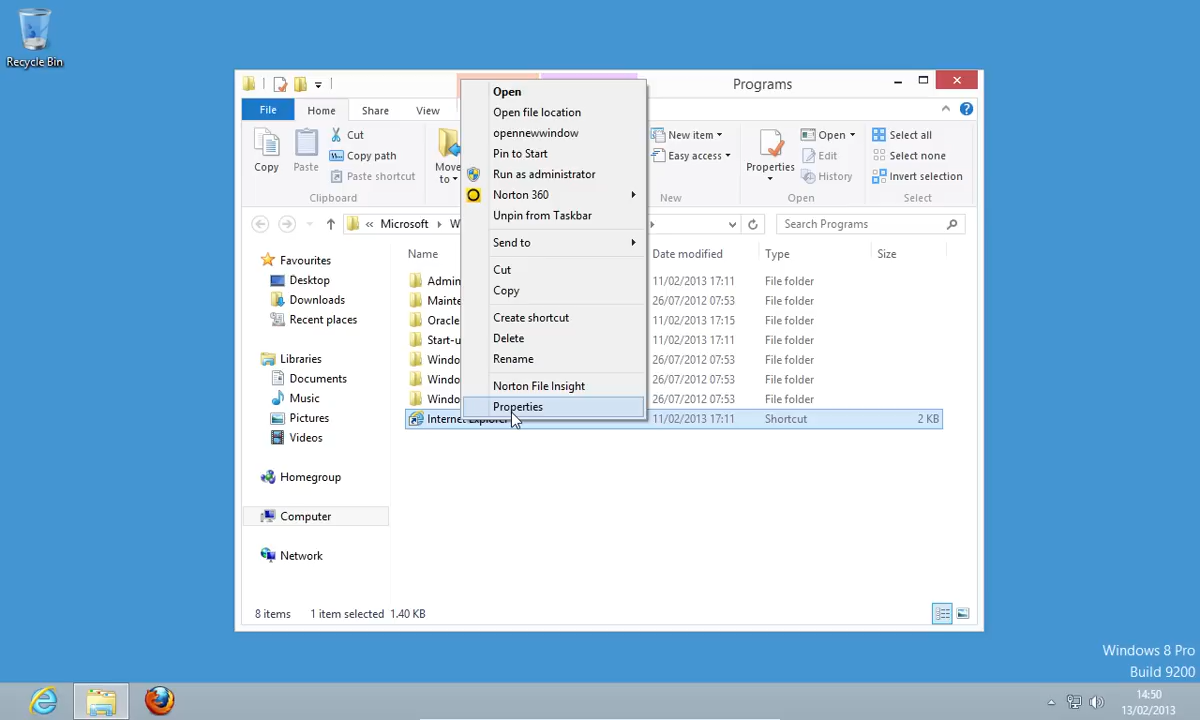 Recycle Bin
Programs
File
Home
Share
View
Copy
Paste
Cut
Copy path
Paste shortcut
Clipboard
Move
to
New item
Easy access
New
Properties
Open
Edit
History
Open
Select all
Select none
Invert selection
Select
« Microsoft
Search Programs
Open
Open file location
opennewwindow
Pin to Start
Run as administrator
Norton 360
Unpin from Taskbar
Send to
Cut
Copy
Create shortcut
Delete
Rename
Norton File Insight
Properties
Favourites
Desktop
Downloads
Recent places
Libraries
Documents
Music
Pictures
Videos
Homegroup
Computer
Network
Name Date modified Type Size
Admin 11/02/2013 17:11 File folder
Mainte 26/07/2012 07:53 File folder
Oracle 11/02/2013 17:15 File folder
Start-u 11/02/2013 17:11 File folder
Windo 26/07/2012 07:53 File folder
Windo 26/07/2012 07:53 File folder
Windo 26/07/2012 07:53 File folder
Internet Explorer 11/02/2013 17:11 Shortcut 2 KB
8 items 1 item selected 1.40 KB
Windows 8 Pro
Build 9200
14:50
13/02/2013